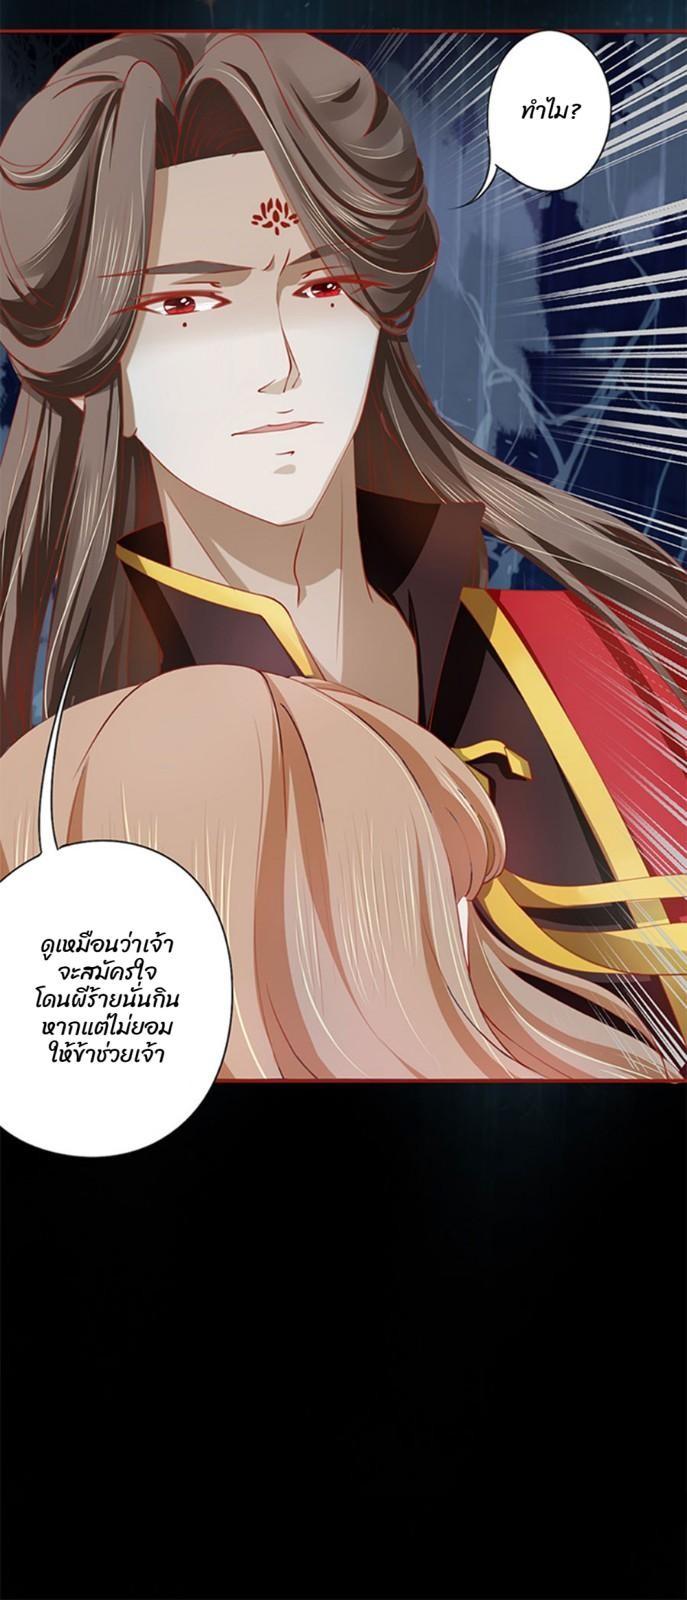 ทำไม?
ดูเหมือนว่าเจ้า
จะสมัครใจ
โดนผีร้ายนั่นกิน
หากแต่ไม่ยอม
ให้ข้าช่วยเจ้า